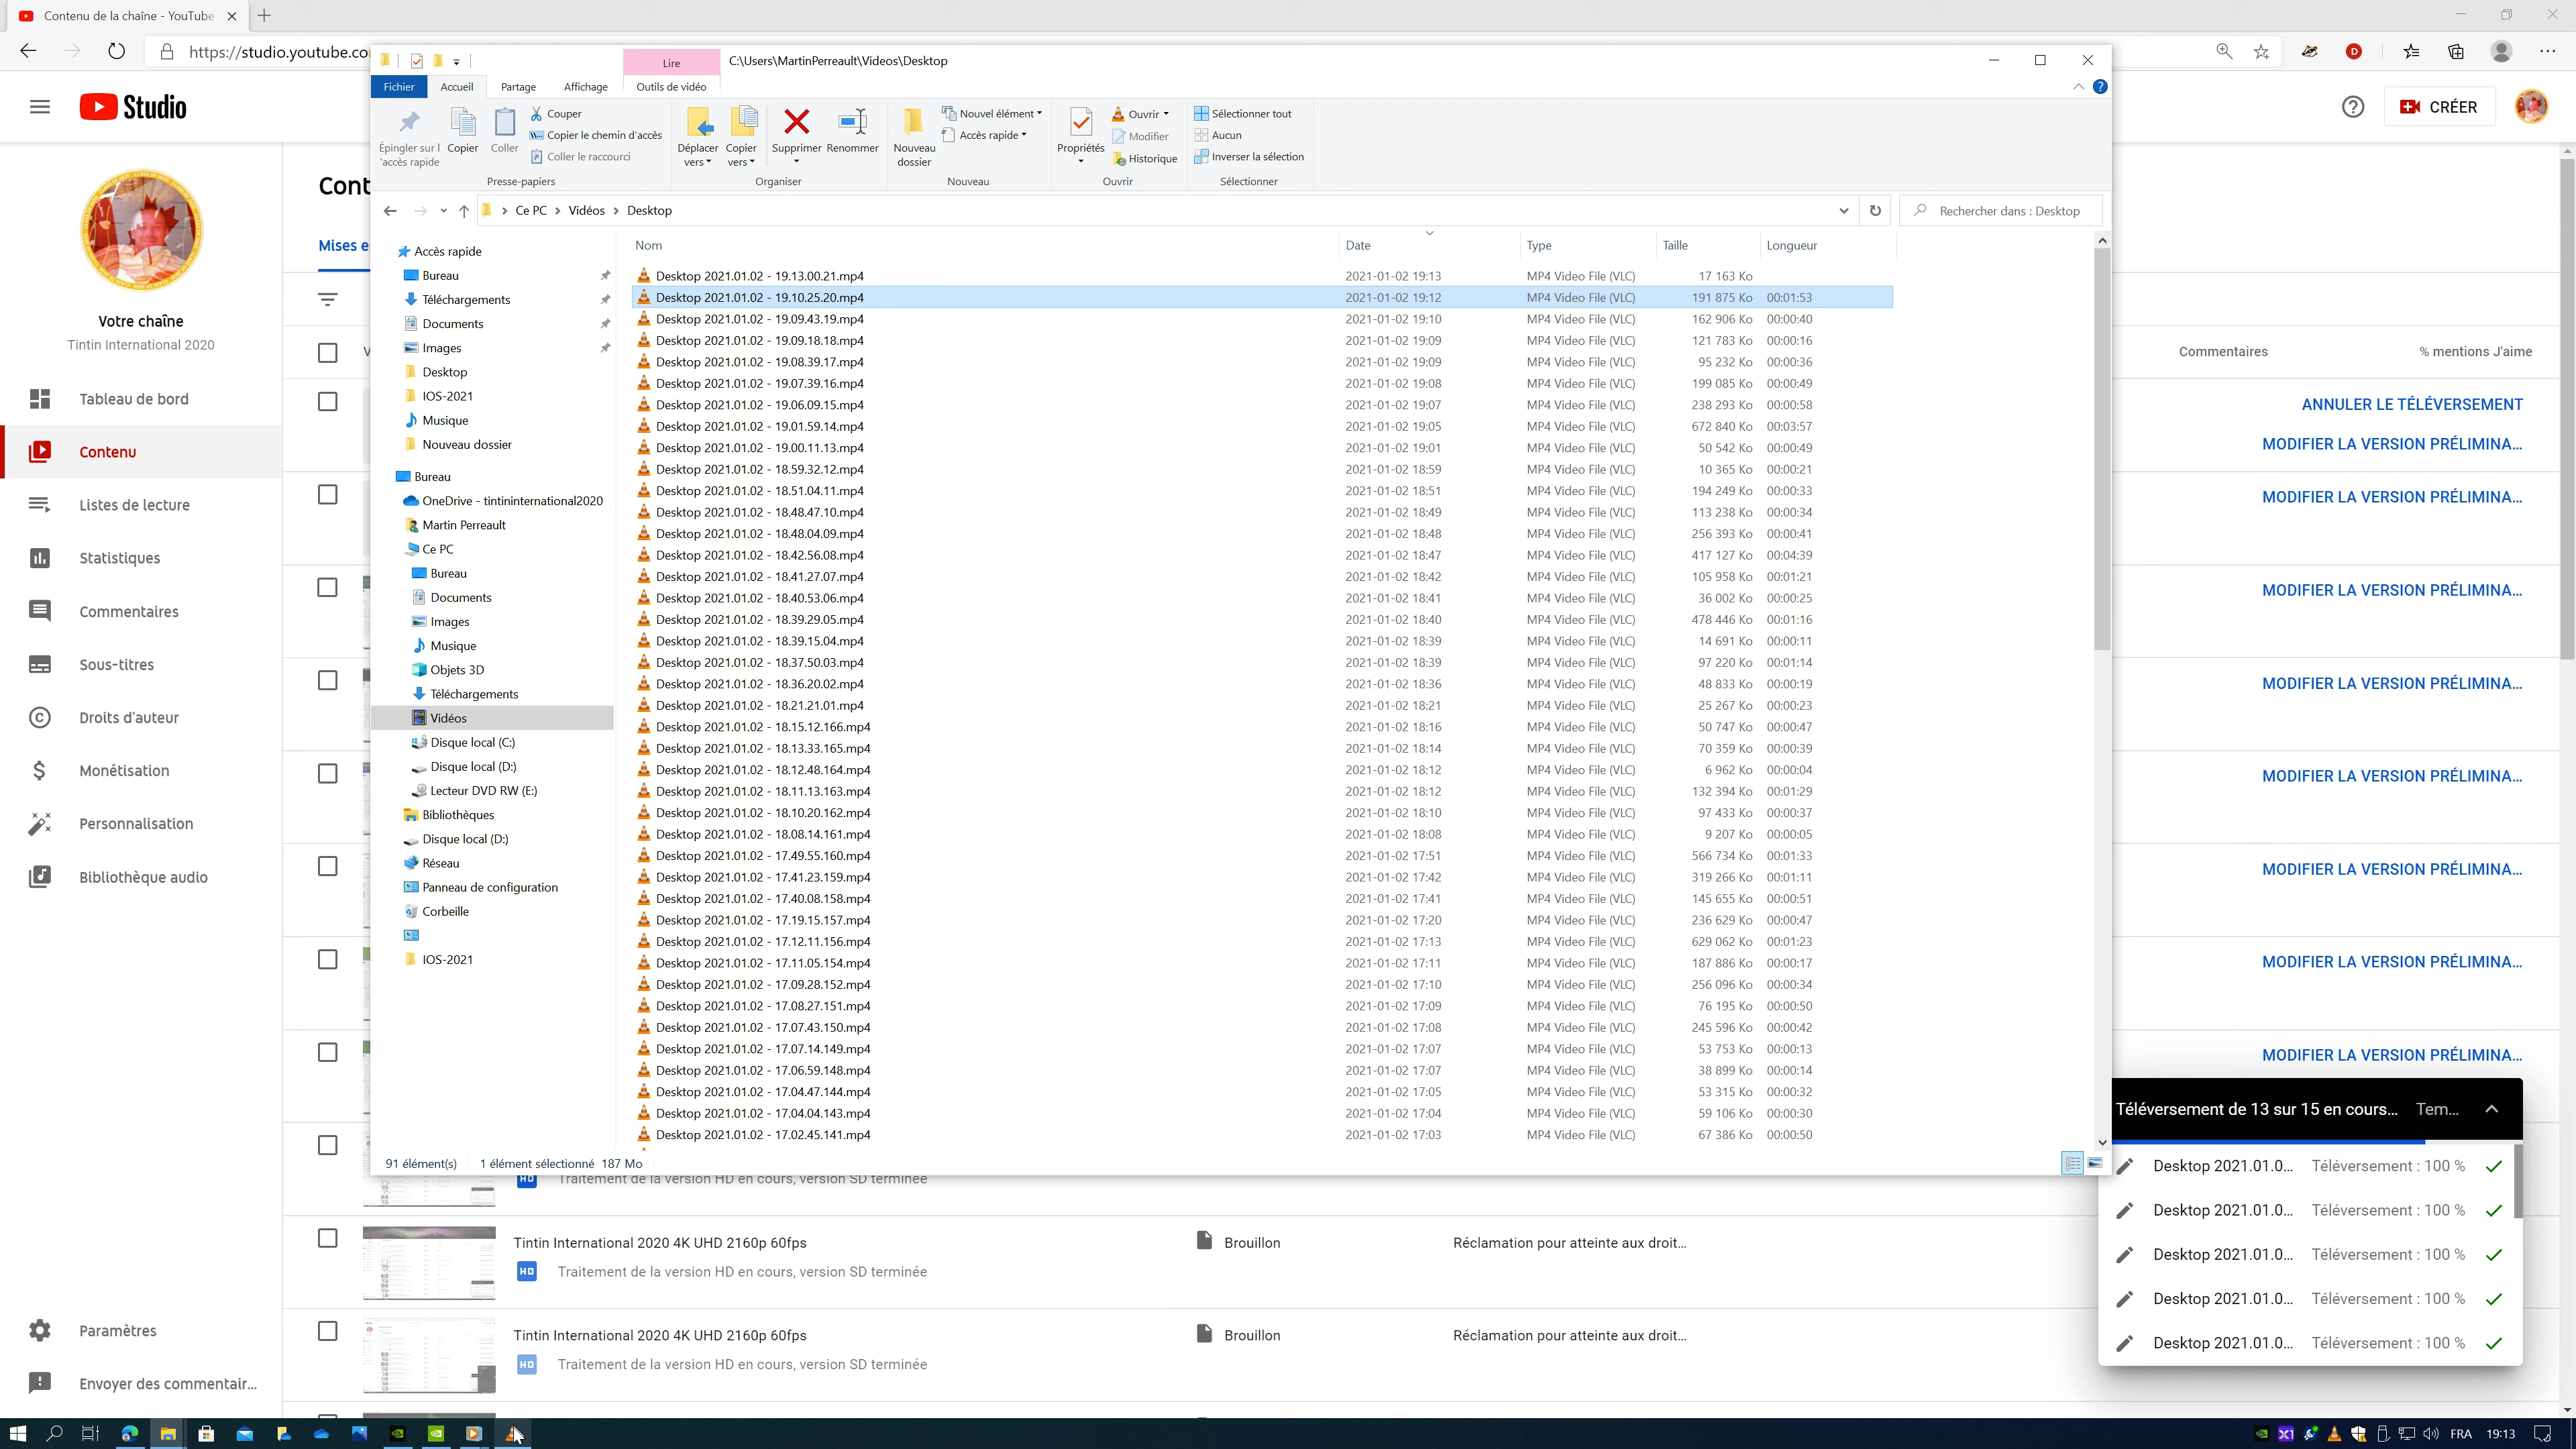 Contenu de la chaîne - YouTube
https://studio.youtube.co
Lire
C:\Users\MartinPerreault\Videos\Desktop
Fichier Accueil Partage Affichage Outils de vidéo
Épingler sur l'accès rapide
Copier
Coller
Couper
Copier le chemin d'accès
Coller le raccourci
Presse-papiers
Déplacer vers
Copier vers
Supprimer
Renommer
Organiser
Nouveau dossier
Nouvel élément
Accès rapide
Nouveau
Propriétés
Ouvrir
Modifier
Historique
Ouvrir
Sélectionner tout
Aucun
Inverser la sélection
Sélectionner
Ce PC > Vidéos > Desktop
Rechercher dans : Desktop
Studio
CRÉER
Votre chaîne
Tintin International 2020
Tableau de bord
Contenu
Listes de lecture
Statistiques
Commentaires
Sous-titres
Droits d'auteur
Monétisation
Personnalisation
Bibliothèque audio
Paramètres
Envoyer des commentair...
Cont
Mises e
Accès rapide
Bureau
Téléchargements
Documents
Images
Desktop
IOS-2021
Musique
Nouveau dossier
Bureau
OneDrive - tintininternational2020
Martin Perreault
Ce PC
Bureau
Documents
Images
Musique
Objets 3D
Téléchargements
Vidéos
Disque local (C:)
Disque local (D:)
Lecteur DVD RW (E:)
Bibliothèques
Disque local (D:)
Réseau
Panneau de configuration
Corbeille
IOS-2021
Nom Date Type Taille Longueur
Desktop 2021.01.02 - 19.13.00.21.mp4 2021-01-02 19:13 MP4 Video File (VLC) 17 163 Ko
Desktop 2021.01.02 - 19.10.25.20.mp4 2021-01-02 19:12 MP4 Video File (VLC) 191 875 Ko 00:01:53
Desktop 2021.01.02 - 19.09.43.19.mp4 2021-01-02 19:10 MP4 Video File (VLC) 162 906 Ko 00:00:40
Desktop 2021.01.02 - 19.09.18.18.mp4 2021-01-02 19:09 MP4 Video File (VLC) 121 783 Ko 00:00:16
Desktop 2021.01.02 - 19.08.39.17.mp4 2021-01-02 19:09 MP4 Video File (VLC) 95 232 Ko 00:00:36
Desktop 2021.01.02 - 19.07.39.16.mp4 2021-01-02 19:08 MP4 Video File (VLC) 199 085 Ko 00:00:49
Desktop 2021.01.02 - 19.06.09.15.mp4 2021-01-02 19:07 MP4 Video File (VLC) 238 293 Ko 00:00:58
Desktop 2021.01.02 - 19.01.59.14.mp4 2021-01-02 19:05 MP4 Video File (VLC) 672 840 Ko 00:03:57
Desktop 2021.01.02 - 19.00.11.13.mp4 2021-01-02 19:01 MP4 Video File (VLC) 50 542 Ko 00:00:49
Desktop 2021.01.02 - 18.59.32.12.mp4 2021-01-02 18:59 MP4 Video File (VLC) 10 365 Ko 00:00:21
Desktop 2021.01.02 - 18.51.04.11.mp4 2021-01-02 18:51 MP4 Video File (VLC) 194 249 Ko 00:00:33
Desktop 2021.01.02 - 18.48.47.10.mp4 2021-01-02 18:49 MP4 Video File (VLC) 113 238 Ko 00:00:34
Desktop 2021.01.02 - 18.48.04.09.mp4 2021-01-02 18:48 MP4 Video File (VLC) 256 393 Ko 00:00:41
Desktop 2021.01.02 - 18.42.56.08.mp4 2021-01-02 18:47 MP4 Video File (VLC) 417 127 Ko 00:04:39
Desktop 2021.01.02 - 18.41.27.07.mp4 2021-01-02 18:42 MP4 Video File (VLC) 105 958 Ko 00:01:21
Desktop 2021.01.02 - 18.40.53.06.mp4 2021-01-02 18:41 MP4 Video File (VLC) 36 002 Ko 00:00:25
Desktop 2021.01.02 - 18.39.29.05.mp4 2021-01-02 18:40 MP4 Video File (VLC) 478 446 Ko 00:01:16
Desktop 2021.01.02 - 18.39.15.04.mp4 2021-01-02 18:39 MP4 Video File (VLC) 14 691 Ko 00:00:11
Desktop 2021.01.02 - 18.37.50.03.mp4 2021-01-02 18:39 MP4 Video File (VLC) 97 220 Ko 00:01:14
Desktop 2021.01.02 - 18.36.20.02.mp4 2021-01-02 18:36 MP4 Video File (VLC) 48 833 Ko 00:00:19
Desktop 2021.01.02 - 18.21.21.01.mp4 2021-01-02 18:21 MP4 Video File (VLC) 25 267 Ko 00:00:23
Desktop 2021.01.02 - 18.15.12.166.mp4 2021-01-02 18:16 MP4 Video File (VLC) 50 747 Ko 00:00:47
Desktop 2021.01.02 - 18.13.33.165.mp4 2021-01-02 18:14 MP4 Video File (VLC) 70 359 Ko 00:00:39
Desktop 2021.01.02 - 18.12.48.164.mp4 2021-01-02 18:12 MP4 Video File (VLC) 6 962 Ko 00:00:04
Desktop 2021.01.02 - 18.11.13.163.mp4 2021-01-02 18:12 MP4 Video File (VLC) 132 394 Ko 00:01:29
Desktop 2021.01.02 - 18.10.20.162.mp4 2021-01-02 18:10 MP4 Video File (VLC) 97 433 Ko 00:00:37
Desktop 2021.01.02 - 18.08.14.161.mp4 2021-01-02 18:08 MP4 Video File (VLC) 9 207 Ko 00:00:05
Desktop 2021.01.02 - 17.49.55.160.mp4 2021-01-02 17:51 MP4 Video File (VLC) 566 734 Ko 00:01:33
Desktop 2021.01.02 - 17.41.23.159.mp4 2021-01-02 17:42 MP4 Video File (VLC) 319 266 Ko 00:01:11
Desktop 2021.01.02 - 17.40.08.158.mp4 2021-01-02 17:41 MP4 Video File (VLC) 145 655 Ko 00:00:51
Desktop 2021.01.02 - 17.19.15.157.mp4 2021-01-02 17:20 MP4 Video File (VLC) 236 629 Ko 00:00:47
Desktop 2021.01.02 - 17.12.11.156.mp4 2021-01-02 17:13 MP4 Video File (VLC) 629 062 Ko 00:01:23
Desktop 2021.01.02 - 17.11.05.154.mp4 2021-01-02 17:11 MP4 Video File (VLC) 187 886 Ko 00:00:17
Desktop 2021.01.02 - 17.09.28.152.mp4 2021-01-02 17:10 MP4 Video File (VLC) 256 096 Ko 00:00:34
Desktop 2021.01.02 - 17.08.27.151.mp4 2021-01-02 17:09 MP4 Video File (VLC) 76 195 Ko 00:00:50
Desktop 2021.01.02 - 17.07.43.150.mp4 2021-01-02 17:08 MP4 Video File (VLC) 245 596 Ko 00:00:42
Desktop 2021.01.02 - 17.07.14.149.mp4 2021-01-02 17:07 MP4 Video File (VLC) 53 753 Ko 00:00:13
Desktop 2021.01.02 - 17.06.59.148.mp4 2021-01-02 17:07 MP4 Video File (VLC) 38 899 Ko 00:00:14
Desktop 2021.01.02 - 17.04.47.144.mp4 2021-01-02 17:05 MP4 Video File (VLC) 53 315 Ko 00:00:32
Desktop 2021.01.02 - 17.04.04.143.mp4 2021-01-02 17:04 MP4 Video File (VLC) 59 106 Ko 00:00:30
Desktop 2021.01.02 - 17.02.45.141.mp4 2021-01-02 17:03 MP4 Video File (VLC) 67 386 Ko 00:00:50
91 élément(s) 1 élément sélectionné 187 Mo
Commentaires % mentions J'aime
ANNULER LE TÉLÉVERSEMENT
MODIFIER LA VERSION PRÉLIMINA...
MODIFIER LA VERSION PRÉLIMINA...
MODIFIER LA VERSION PRÉLIMINA...
MODIFIER LA VERSION PRÉLIMINA...
MODIFIER LA VERSION PRÉLIMINA...
MODIFIER LA VERSION PRÉLIMINA...
MODIFIER LA VERSION PRÉLIMINA...
MODIFIER LA VERSION PRÉLIMINA...
Téléversement de 13 sur 15 en cours... Tem...
Desktop 2021.01.0... Téléversement : 100 %
Desktop 2021.01.0... Téléversement : 100 %
Desktop 2021.01.0... Téléversement : 100 %
Desktop 2021.01.0... Téléversement : 100 %
Desktop 2021.01.0... Téléversement : 100 %
HD Traitement de la version HD en cours, version SD terminée
Tintin International 2020 4K UHD 2160p 60fps Brouillon Réclamation pour atteinte aux droit...
HD Traitement de la version HD en cours, version SD terminée
Tintin International 2020 4K UHD 2160p 60fps Brouillon Réclamation pour atteinte aux droit...
HD Traitement de la version HD en cours, version SD terminée
FRA 19:13